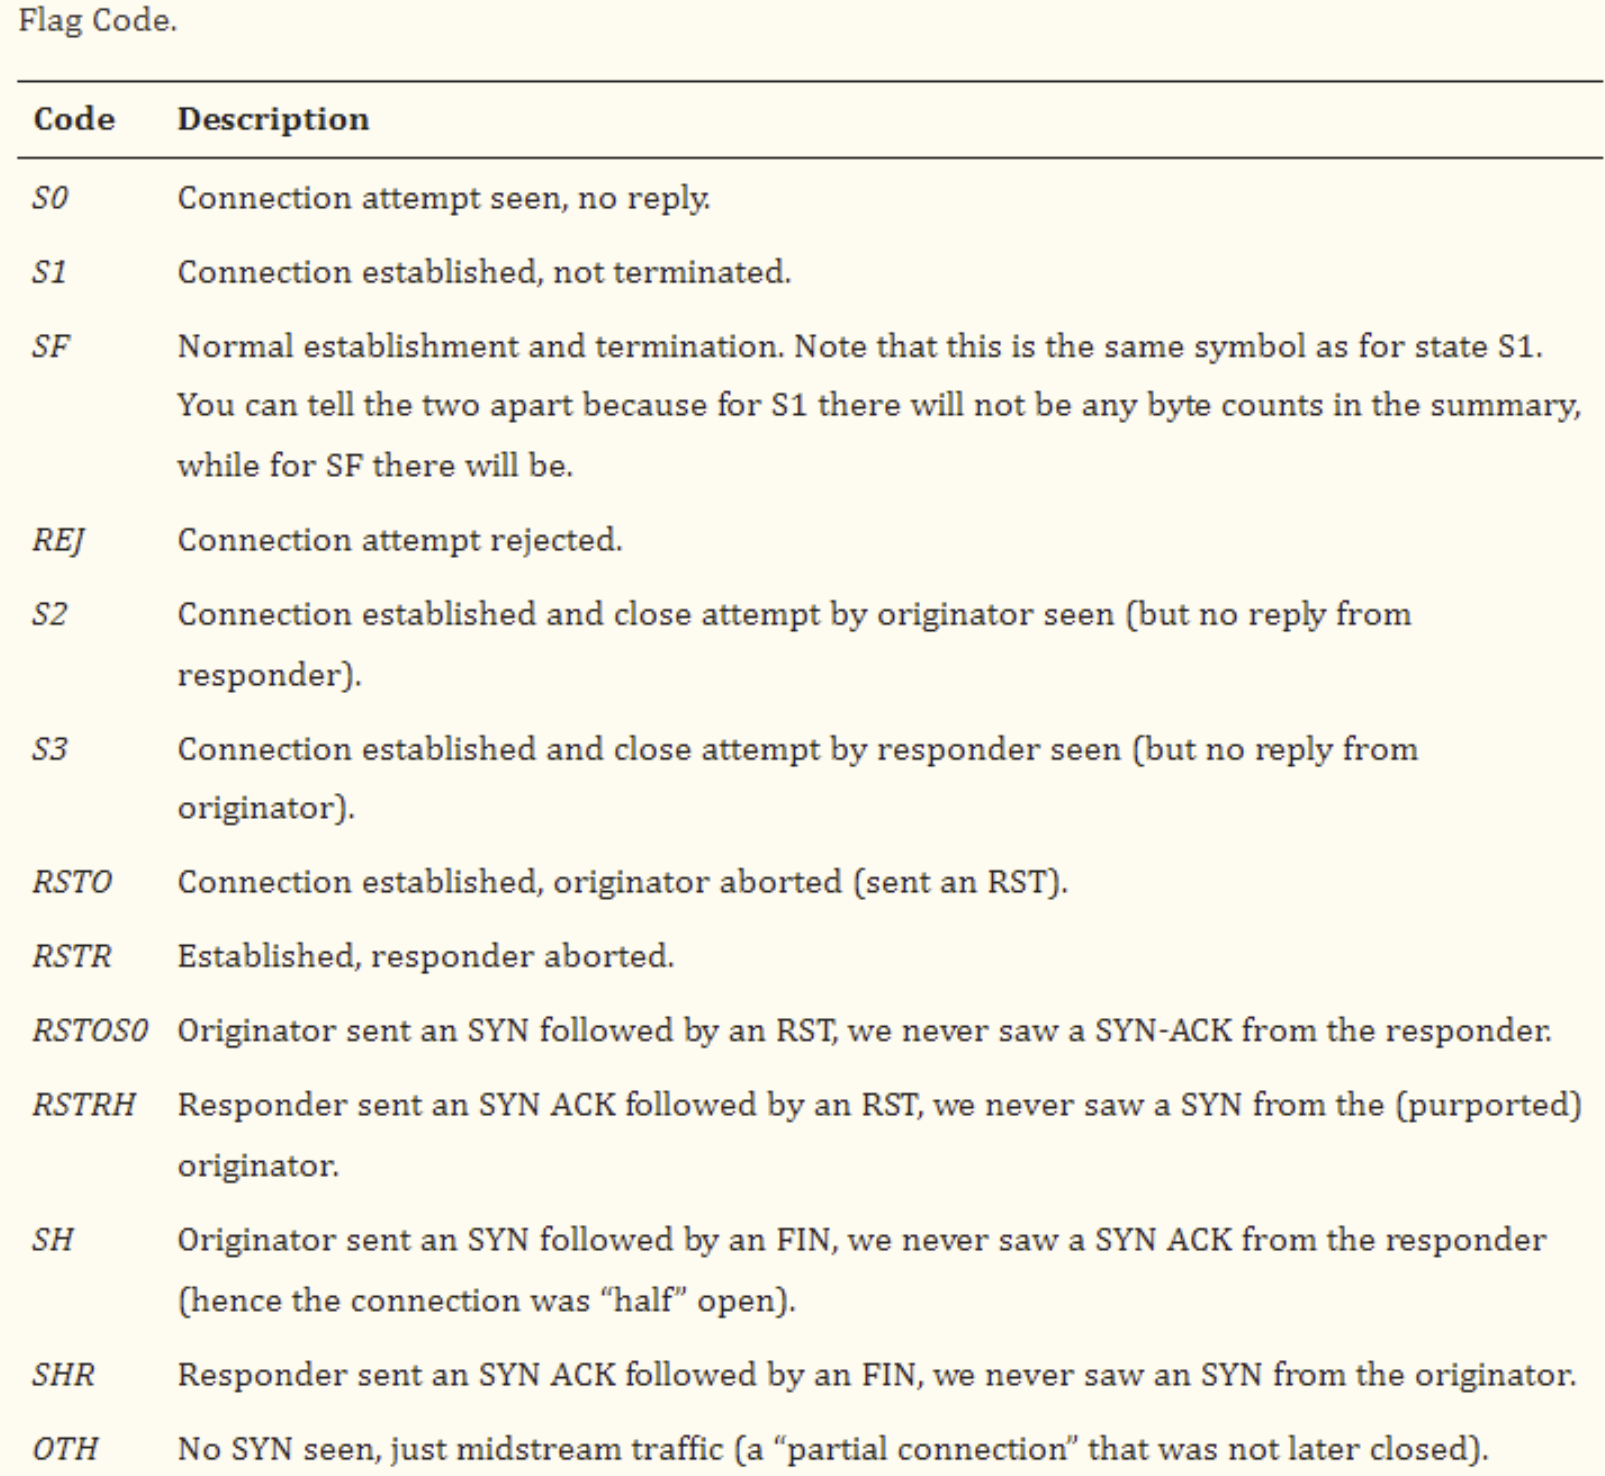 Flag Code.
Code Description
S0 Connection attempt seen, no reply.
S1 Connection established, not terminated.
SF Normal establishment and termination. Note that this is the same symbol as for state S1.
You can tell the two apart because for S1 there will not be any byte counts in the summary,
while for SF there will be.
REJ Connection attempt rejected.
S2 Connection established and close attempt by originator seen (but no reply from
responder).
S3 Connection established and close attempt by responder seen (but no reply from
originator).
RSTO Connection established, originator aborted (sent an RST).
RSTR Established, responder aborted.
RSTOS0 Originator sent an SYN followed by an RST, we never saw a SYN-ACK from the responder.
RSTRH Responder sent an SYN ACK followed by an RST, we never saw a SYN from the (purported)
originator.
SH Originator sent an SYN followed by an FIN, we never saw a SYN ACK from the responder
(hence the connection was “half” open).
SHR Responder sent an SYN ACK followed by an FIN, we never saw an SYN from the originator.
OTH No SYN seen, just midstream traffic (a “partial connection” that was not later closed).